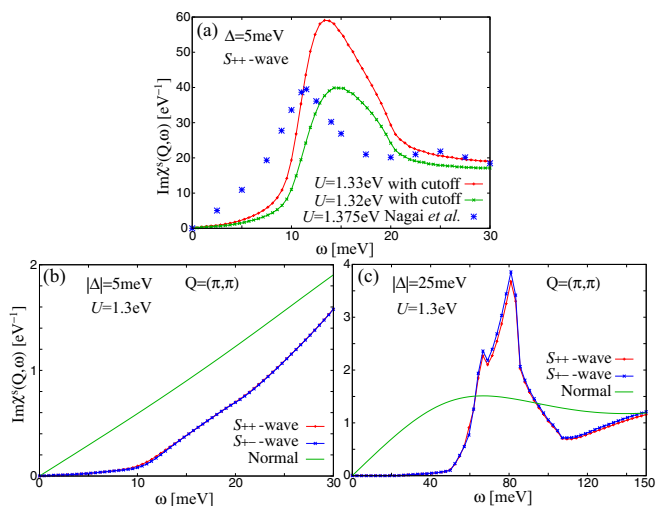 (a)
Δ=5meV
S++ -wave
Imχˢ(Q,ω) [eV⁻¹]
60
50
40
30
20
10
0
U=1.33eV with cutoff
U=1.32eV with cutoff
U=1.375eV Nagai et al.
0 10 20 30
ω [meV]
(b)
|Δ|=5meV
Q=(π,π)
U=1.3eV
Imχˢ(Q,ω) [eV⁻¹]
2
1
0
S++ -wave
S+− -wave
Normal
0 10 20 30
ω [meV]
(c)
|Δ|=25meV
Q=(π,π)
U=1.3eV
4
3
2
1
0
S++ -wave
S+− -wave
Normal
0 40 80 120 150
ω [meV]